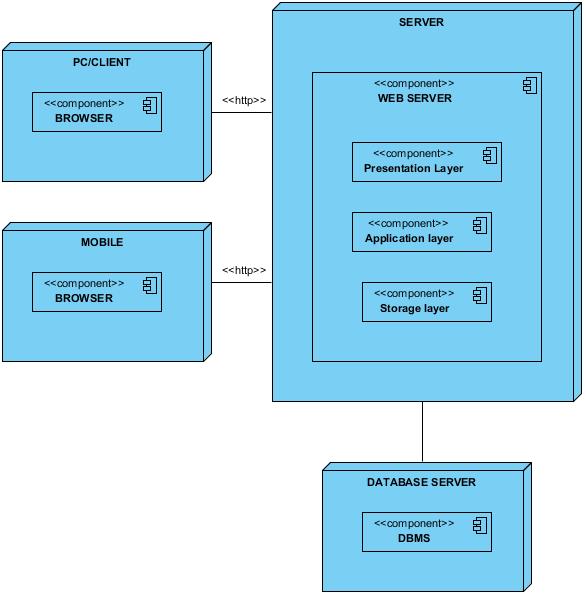 PC/CLIENT
<<component>>
BROWSER
<<http>>
MOBILE
<<component>>
BROWSER
<<http>>
SERVER
<<component>>
WEB SERVER
<<component>>
Presentation Layer
<<component>>
Application layer
<<component>>
Storage layer
DATABASE SERVER
<<component>>
DBMS